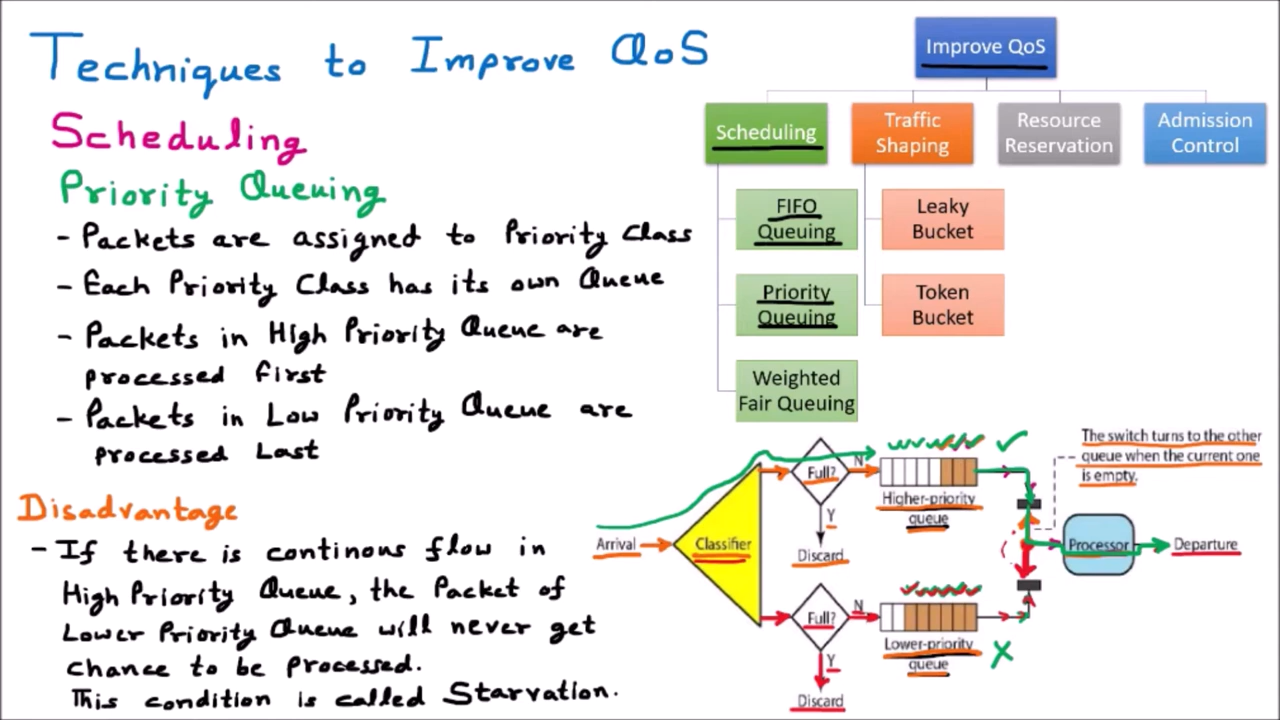 Techniques to Improve QoS
Scheduling
Priority Queuing
- Packets are assigned to Priority Class
- Each Priority Class has its own Queue
- Packets in High Priority Queue are
processed first
- Packets in Low Priority Queue are
processed Last
Disadvantage
- If there is continous flow in
High Priority Queue, the Packet of
Lower Priority Queue will never get
chance to be processed.
This condition is called Starvation.
Improve QoS
Scheduling
Traffic
Shaping
Resource
Reservation
Admission
Control
FIFO
Queuing
Leaky
Bucket
Priority
Queuing
Token
Bucket
Weighted
Fair Queuing
The switch turns to the other
queue when the current one
is empty.
Arrival
Classifier
Full?
N
Y
Discard
Higher-priority
queue
Processor
Departure
Full?
N
Y
Discard
Lower-priority
queue